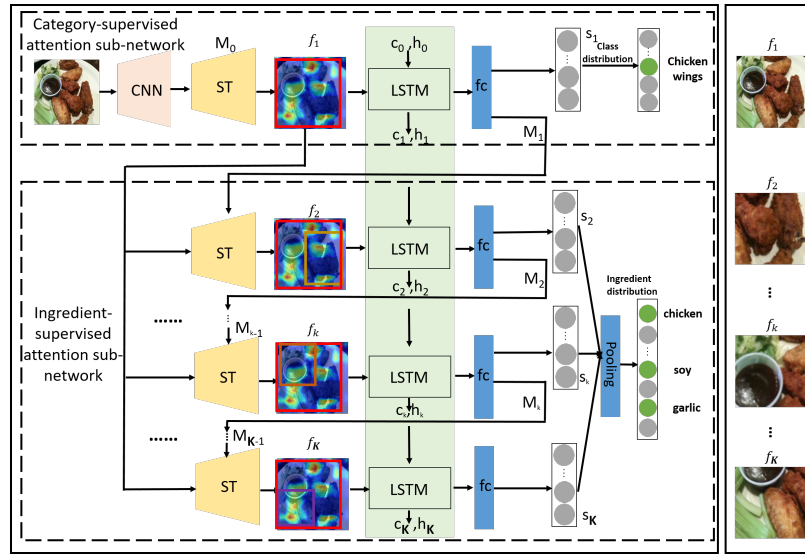 Category-supervised
attention sub-network
M0
f1
c0,h0
s1
Class
distribution
Chicken
wings
CNN
ST
LSTM
fc
c1,h1
M1
f1
f2
s2
f2
ST
LSTM
fc
c2,h2
M2
Ingredient
distribution
chicken
Ingredient-
supervised
attention sub-
network
......
Mk-1
fk
ST
LSTM
fc
ck,hk
Mk
sk
Pooling
soy
garlic
...
fk
......
MK-1
fK
ST
LSTM
fc
cK,hK
sK
...
fK